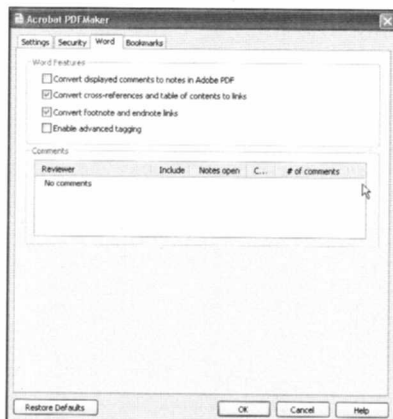 Acrobat PDFMaker
Settings Security Word Bookmarks
Word Features
Convert displayed comments to notes in Adobe PDF
Convert cross-references and table of contents to links
Convert footnote and endnote links
Enable advanced tagging
Comments
Reviewer Include Notes open C... # of comments
No comments
Restore Defaults OK Cancel Help